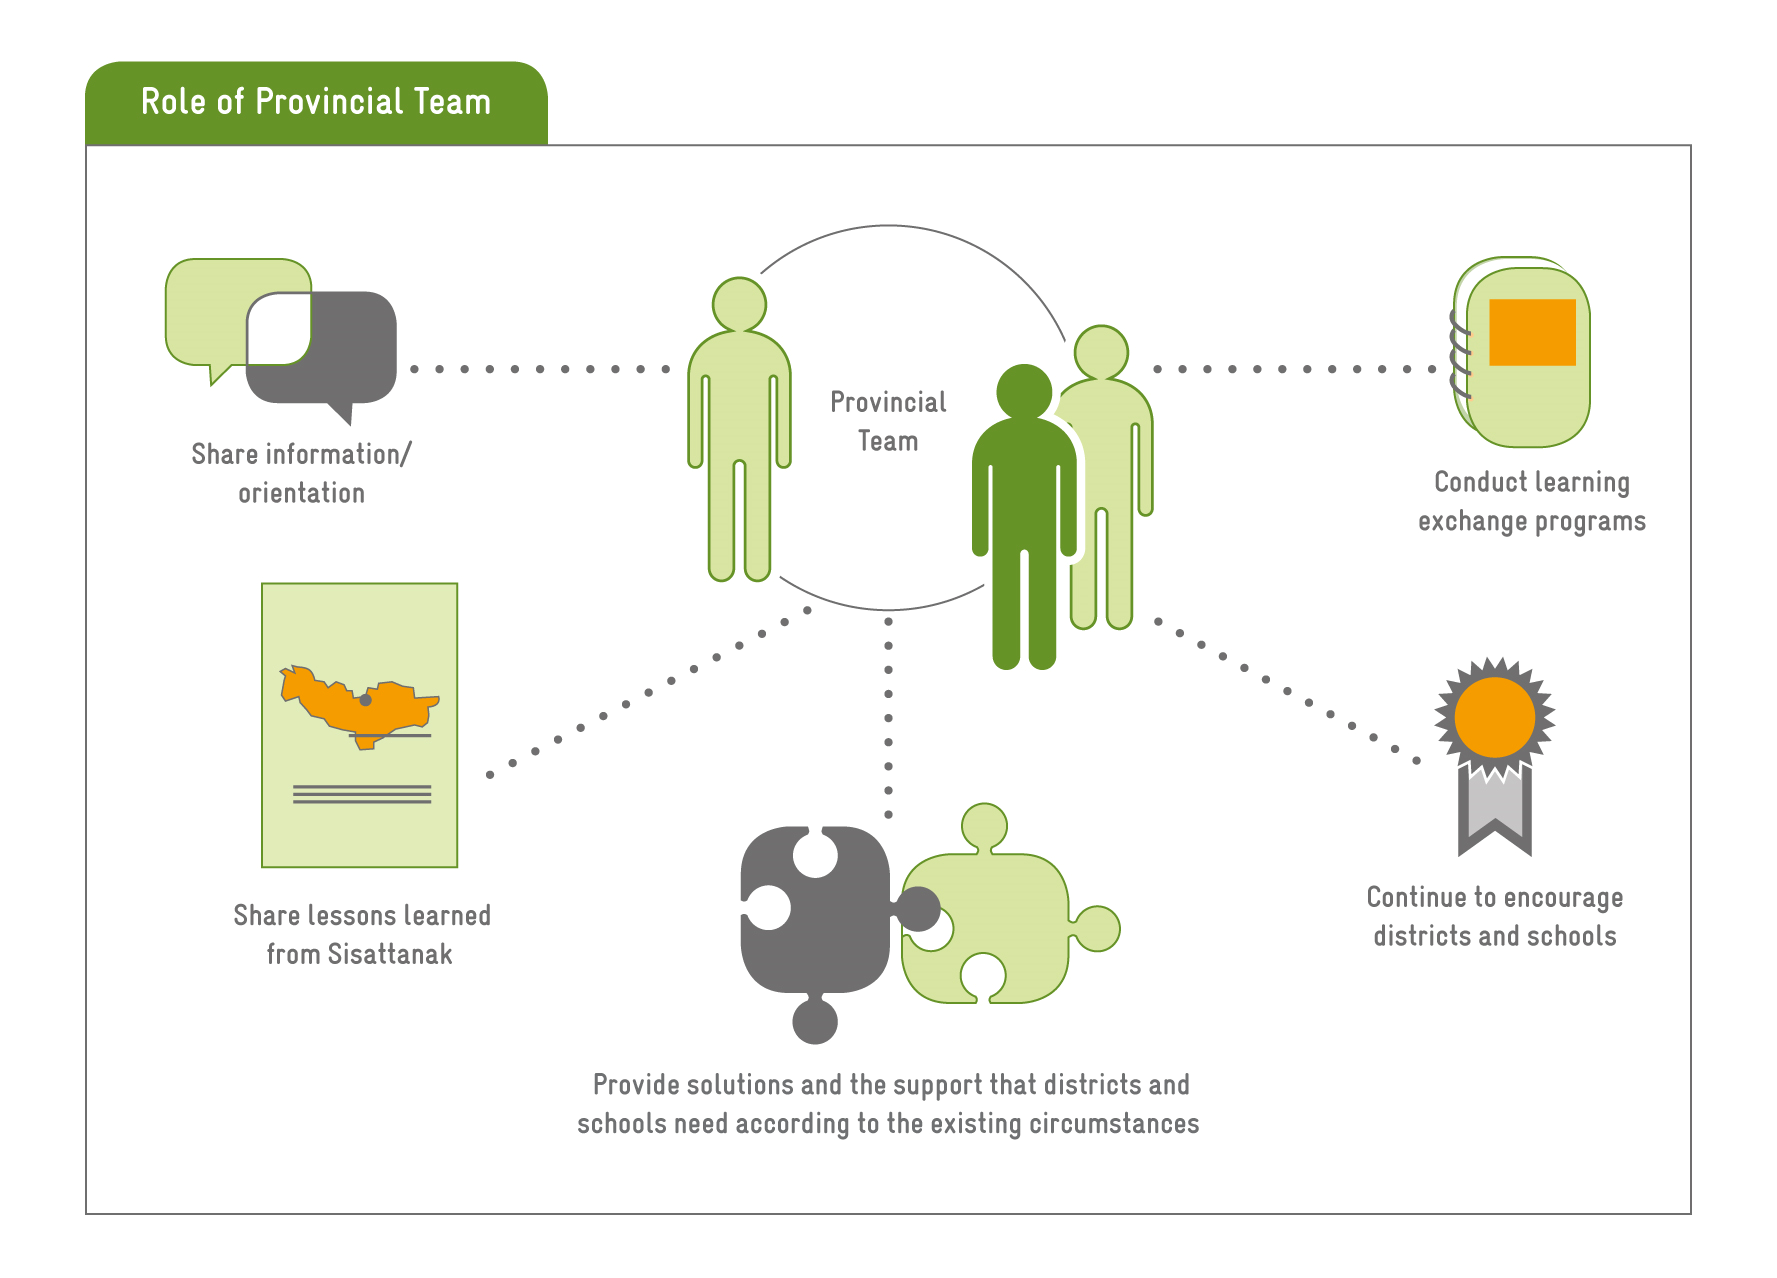 Role of Provincial Team
Provincial
Team
Share information/
orientation
Conduct learning
exchange programs
Share lessons learned
from Sisattanak
Continue to encourage
districts and schools
Provide solutions and the support that districts and
schools need according to the existing circumstances